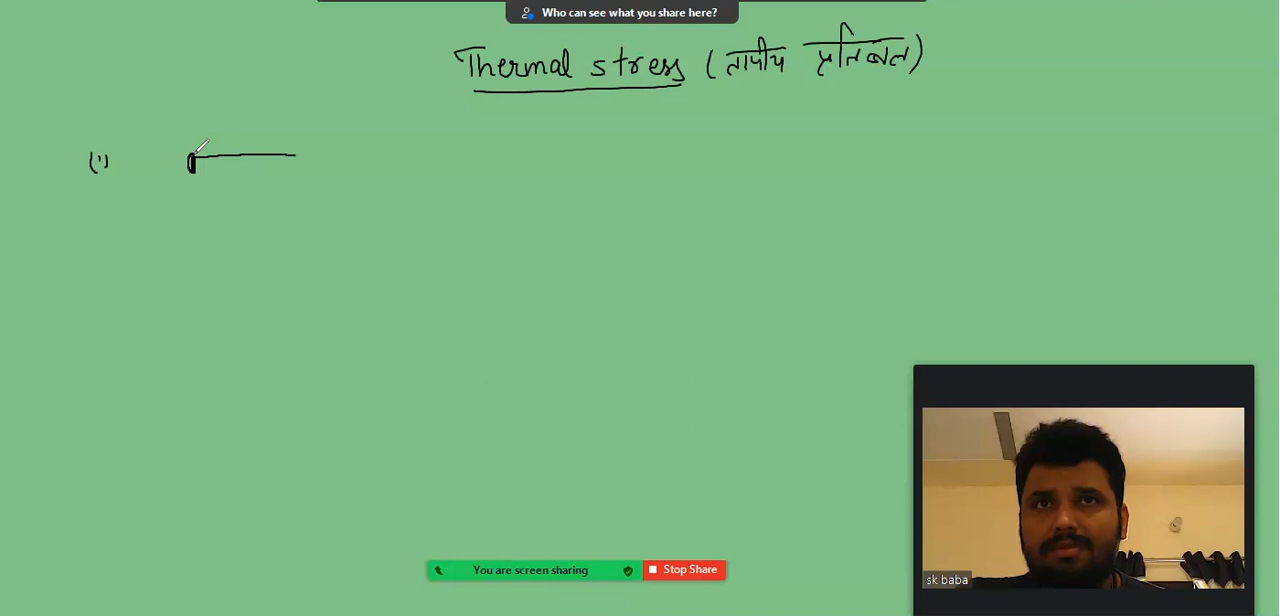 Who can see what you share here?
Thermal stress (तापीय प्रतिबल)
(1)
sk baba
You are screen sharing Stop Share